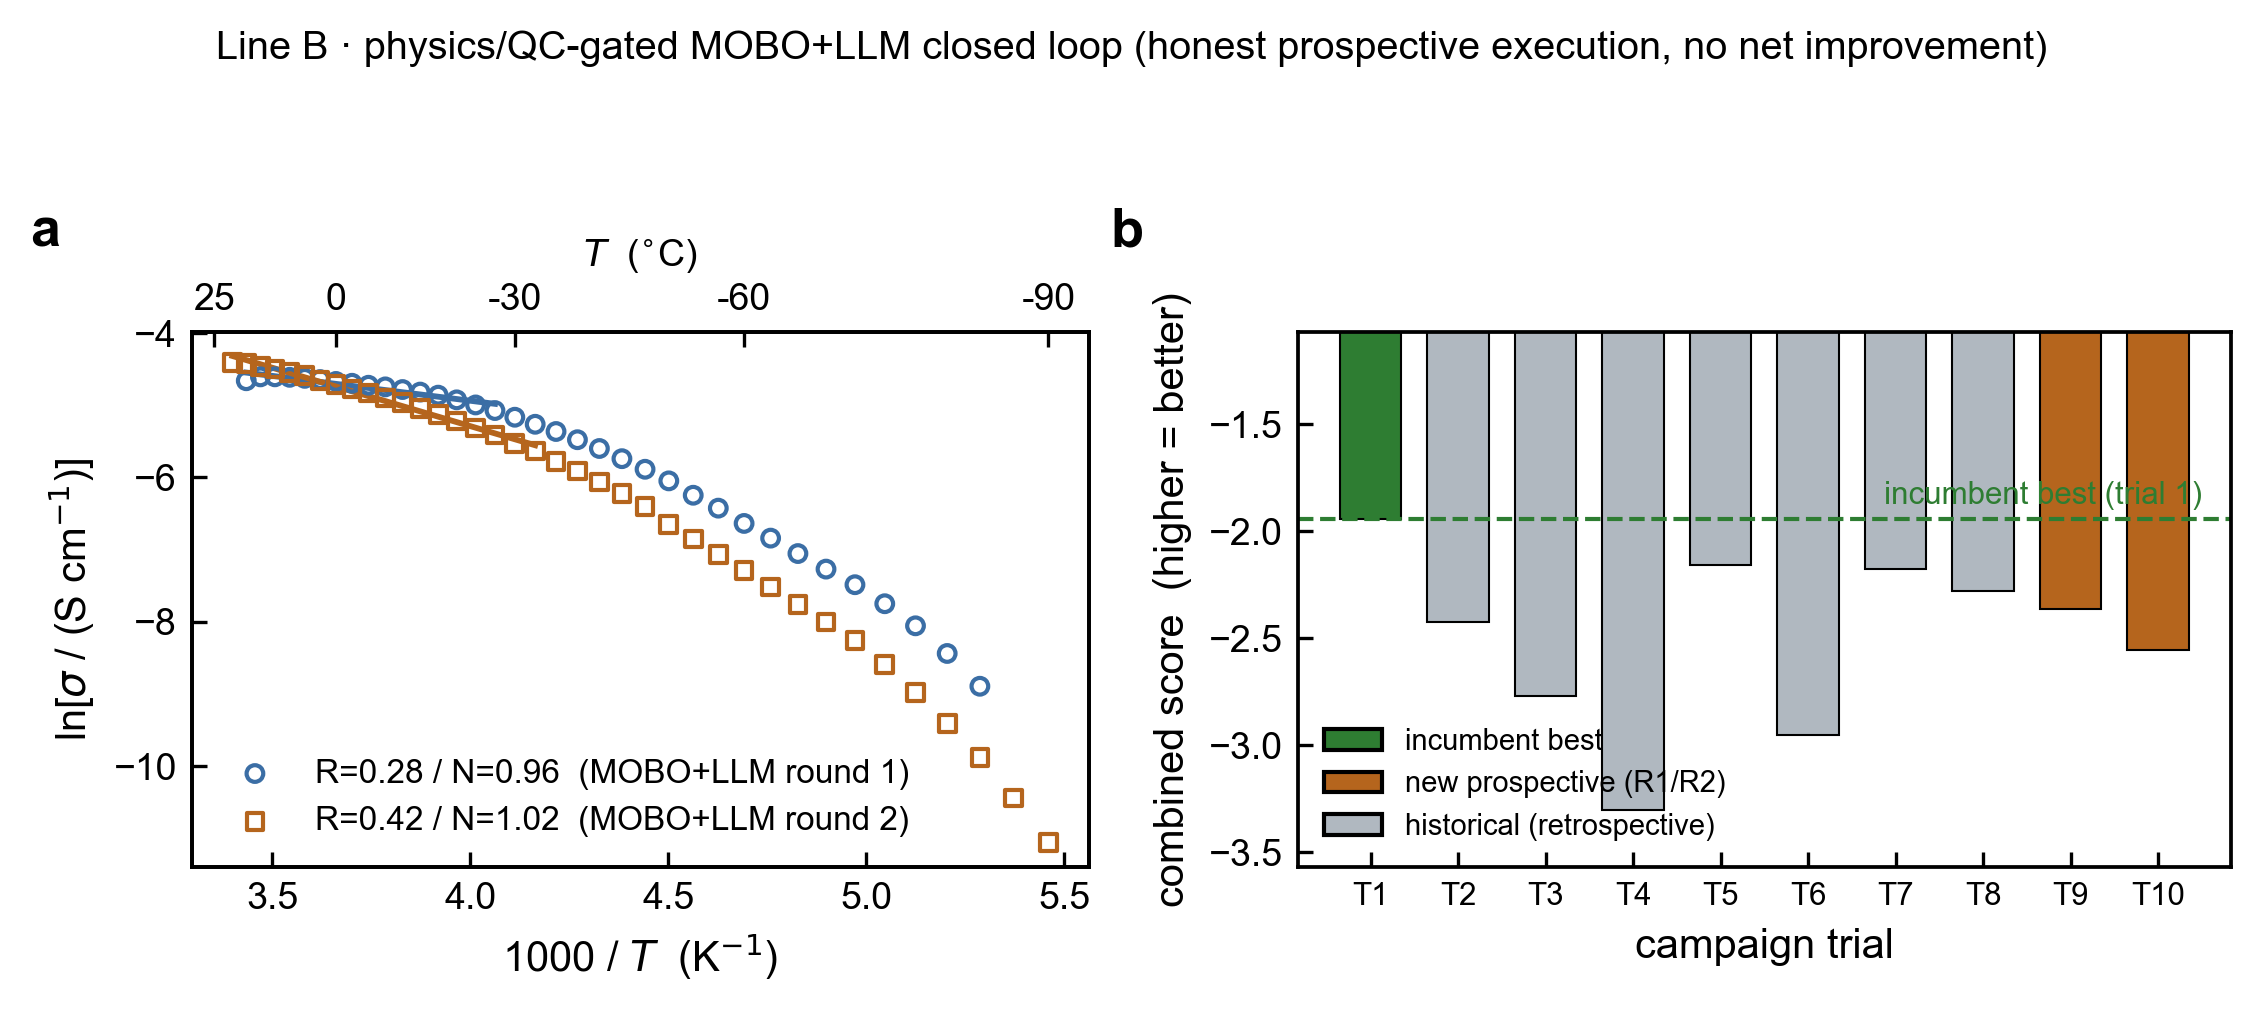 Line B · physics/QC-gated MOBO+LLM closed loop (honest prospective execution, no net improvement)
a
T (°C)
25 0 -30 -60 -90
−4
−6
−8
−10
ln[σ / (S cm⁻¹)]
R=0.28 / N=0.96 (MOBO+LLM round 1)
R=0.42 / N=1.02 (MOBO+LLM round 2)
3.5 4.0 4.5 5.0 5.5
1000 / T (K⁻¹)
b
combined score (higher = better)
−1.5
−2.0
−2.5
−3.0
−3.5
incumbent best (trial 1)
incumbent best
new prospective (R1/R2)
historical (retrospective)
T1 T2 T3 T4 T5 T6 T7 T8 T9 T10
campaign trial